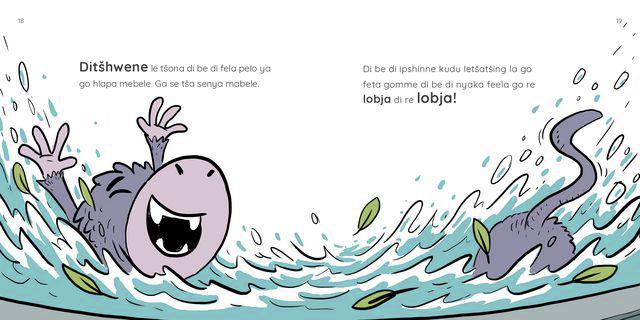 18
Ditšhwene le tšona di be di fela pelo ya
go hlapa mebele. Ga se tša senya mabele.
19
Di be di ipshinne kudu letšatšing la go
feta gomme di be di nyaka feela go re
lobja di re lobja!